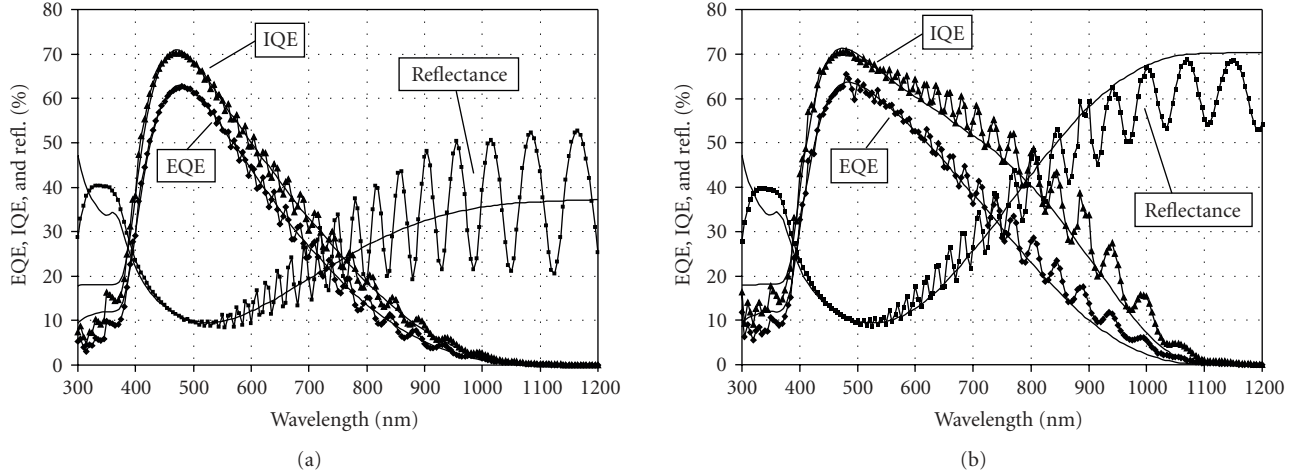 80
70
60
50
40
30
20
10
0
EQE, IQE, and refl. (%)
IQE
Reflectance
EQE
300 400 500 600 700 800 900 1000 1100 1200
Wavelength (nm)
(a)
80
70
60
50
40
30
20
10
0
EQE, IQE, and refl. (%)
IQE
EQE
Reflectance
300 400 500 600 700 800 900 1000 1100 1200
Wavelength (nm)
(b)